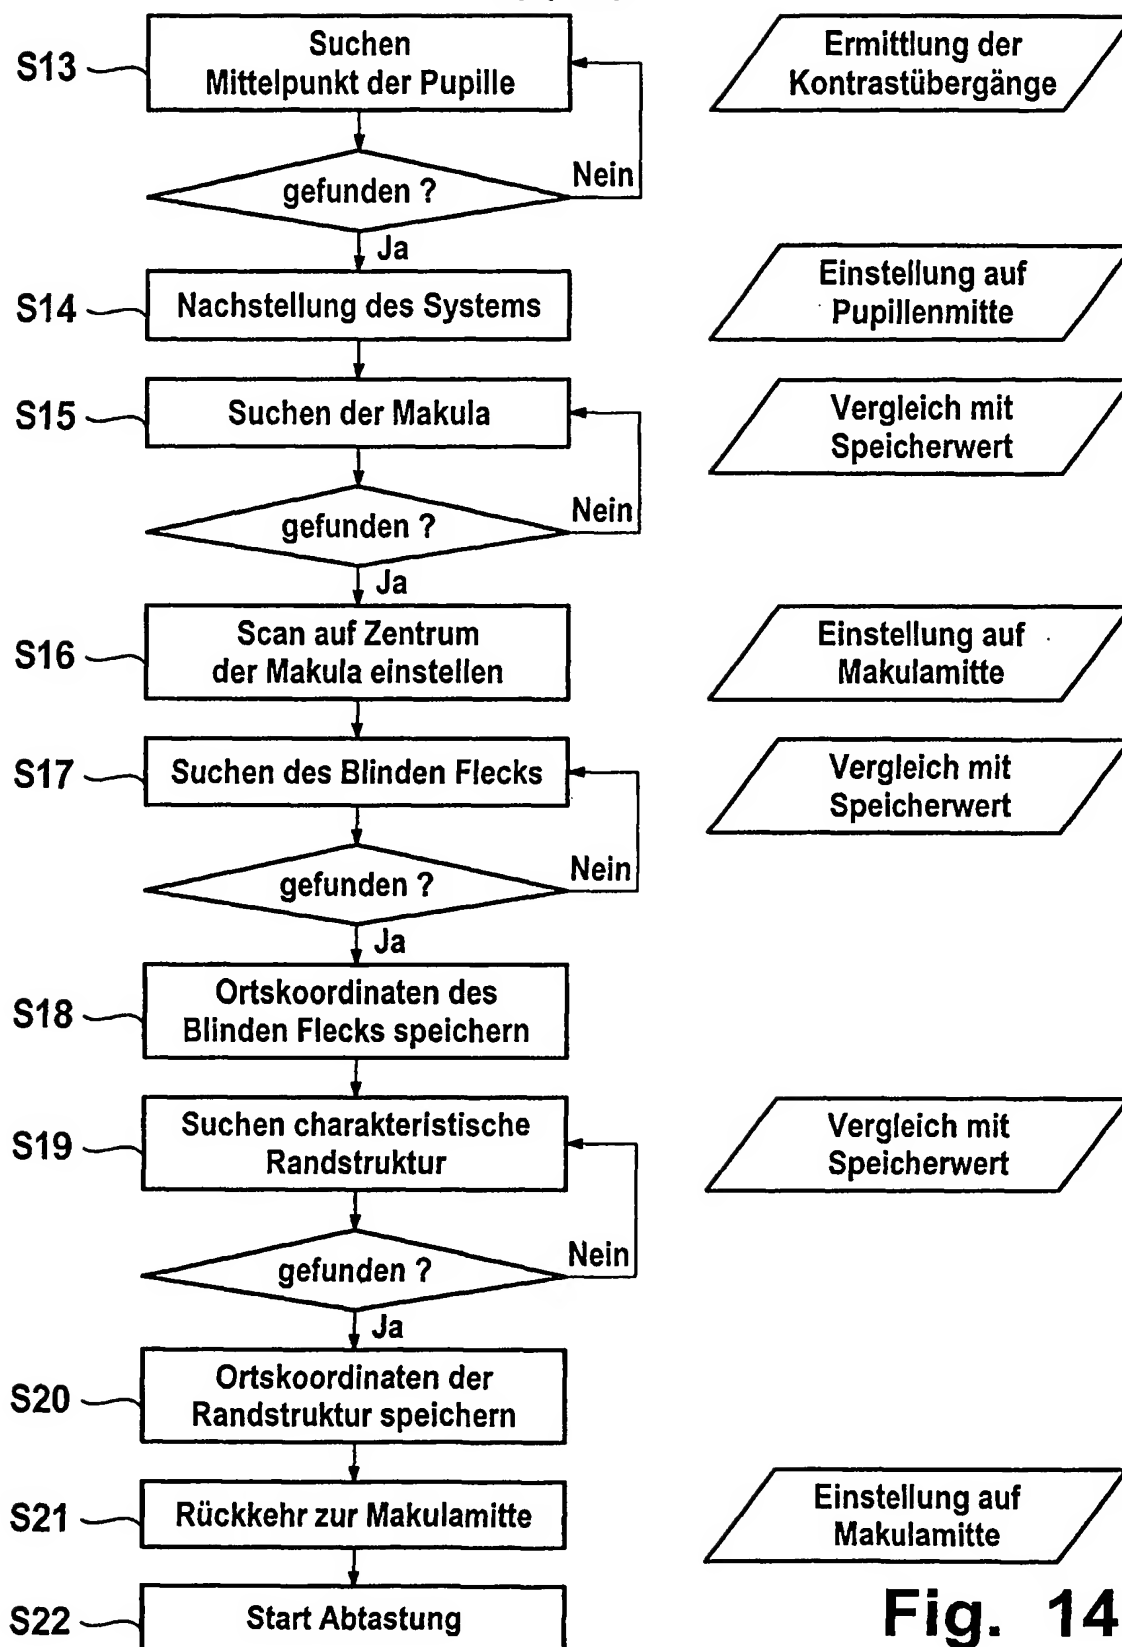 S13
Suchen
Mittelpunkt der Pupille
Ermittlung der
Kontrastübergänge
gefunden ?
Nein
Ja
S14
Nachstellung des Systems
Einstellung auf
Pupillenmitte
S15
Suchen der Makula
Vergleich mit
Speicherwert
gefunden ?
Nein
Ja
S16
Scan auf Zentrum
der Makula einstellen
Einstellung auf
Makulamitte
S17
Suchen des Blinden Flecks
Vergleich mit
Speicherwert
gefunden ?
Nein
Ja
S18
Ortskoordinaten des
Blinden Flecks speichern
S19
Suchen charakteristische
Randstruktur
Vergleich mit
Speicherwert
gefunden ?
Nein
Ja
S20
Ortskoordinaten der
Randstruktur speichern
S21
Rückkehr zur Makulamitte
Einstellung auf
Makulamitte
S22
Start Abtastung
Fig. 14